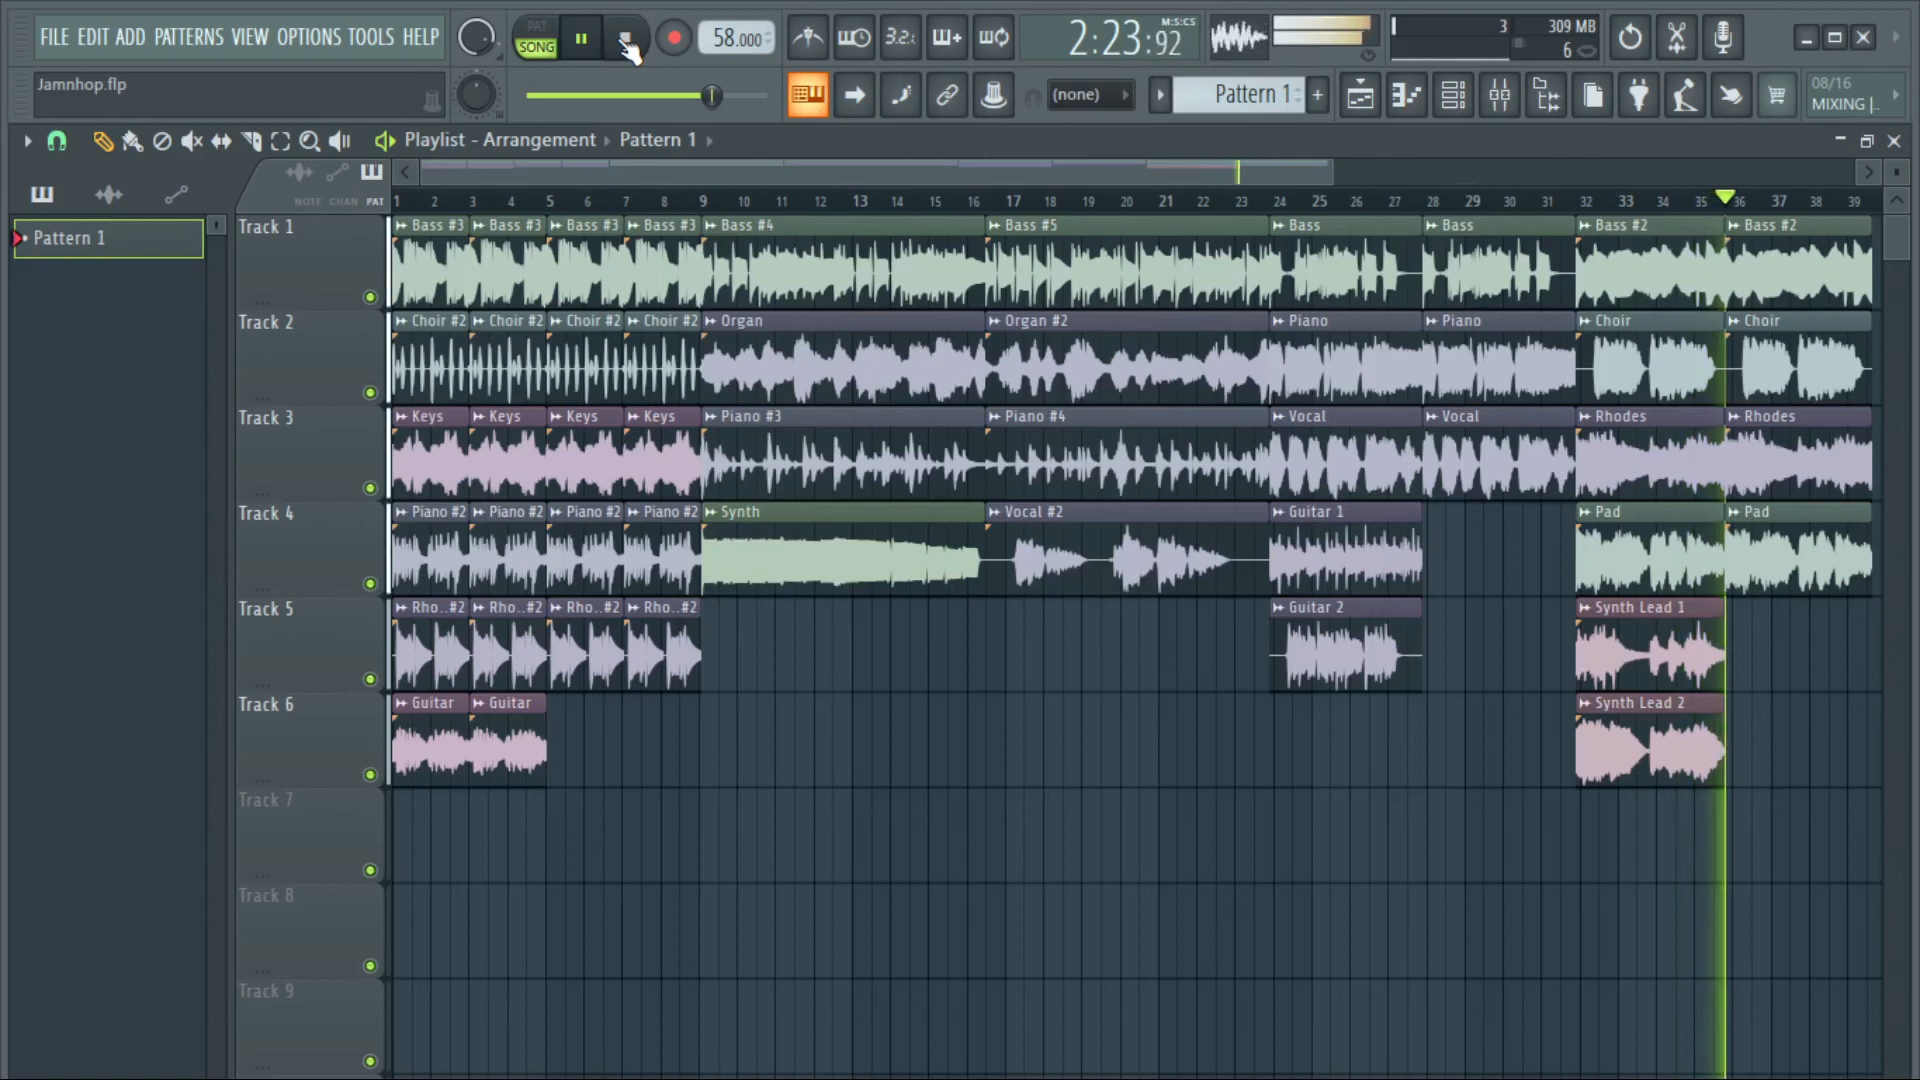 FILE EDIT ADD PATTERNS VIEW OPTIONS TOOLS HELP
PAT
SONG
58.000
3.2.
2:23:92
M:S:CS
3
309 MB
6
Jamnhop.flp
(none)
Pattern 1
+
08/16
MIXING |..
Playlist - Arrangement › Pattern 1 ›
NOTE CHAN PAT
Pattern 1
1 2 3 4 5 6 7 8 9 10 11 12 13 14 15 16 17 18 19 20 21 22 23 24 25 26 27 28 29 30 31 32 33 34 35 36 37 38 39
Track 1
Bass #3 Bass #3 Bass #3 Bass #3 Bass #4 Bass #5 Bass Bass Bass #2 Bass #2
Track 2
Choir #2 Choir #2 Choir #2 Choir #2 Organ Organ #2 Piano Piano Choir Choir
Track 3
Keys Keys Keys Keys Piano #3 Piano #4 Vocal Vocal Rhodes Rhodes
Track 4
Piano #2 Piano #2 Piano #2 Piano #2 Synth Vocal #2 Guitar 1 Pad Pad
Track 5
Rho..#2 Rho..#2 Rho..#2 Rho..#2 Guitar 2 Synth Lead 1
Track 6
Guitar Guitar Synth Lead 2
Track 7
Track 8
Track 9